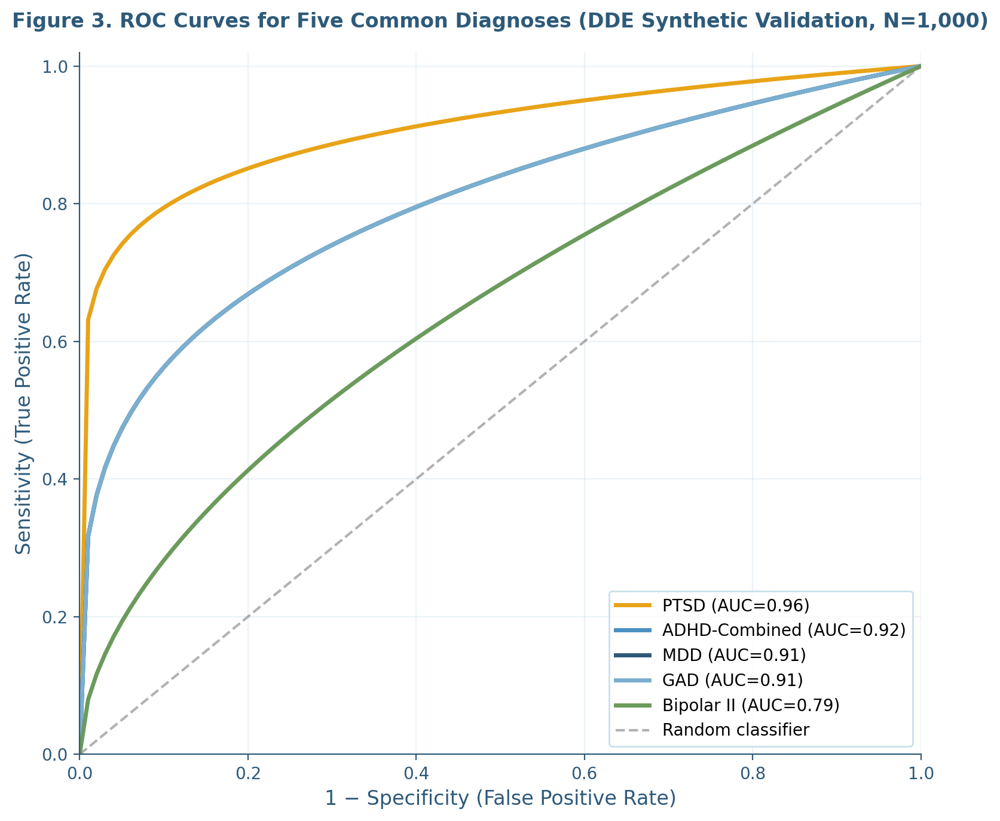 Figure 3. ROC Curves for Five Common Diagnoses (DDE Synthetic Validation, N=1,000)
Sensitivity (True Positive Rate)
1.0
0.8
0.6
0.4
0.2
0.0
PTSD (AUC=0.96)
ADHD-Combined (AUC=0.92)
MDD (AUC=0.91)
GAD (AUC=0.91)
Bipolar II (AUC=0.79)
Random classifier
0.0 0.2 0.4 0.6 0.8 1.0
1 − Specificity (False Positive Rate)